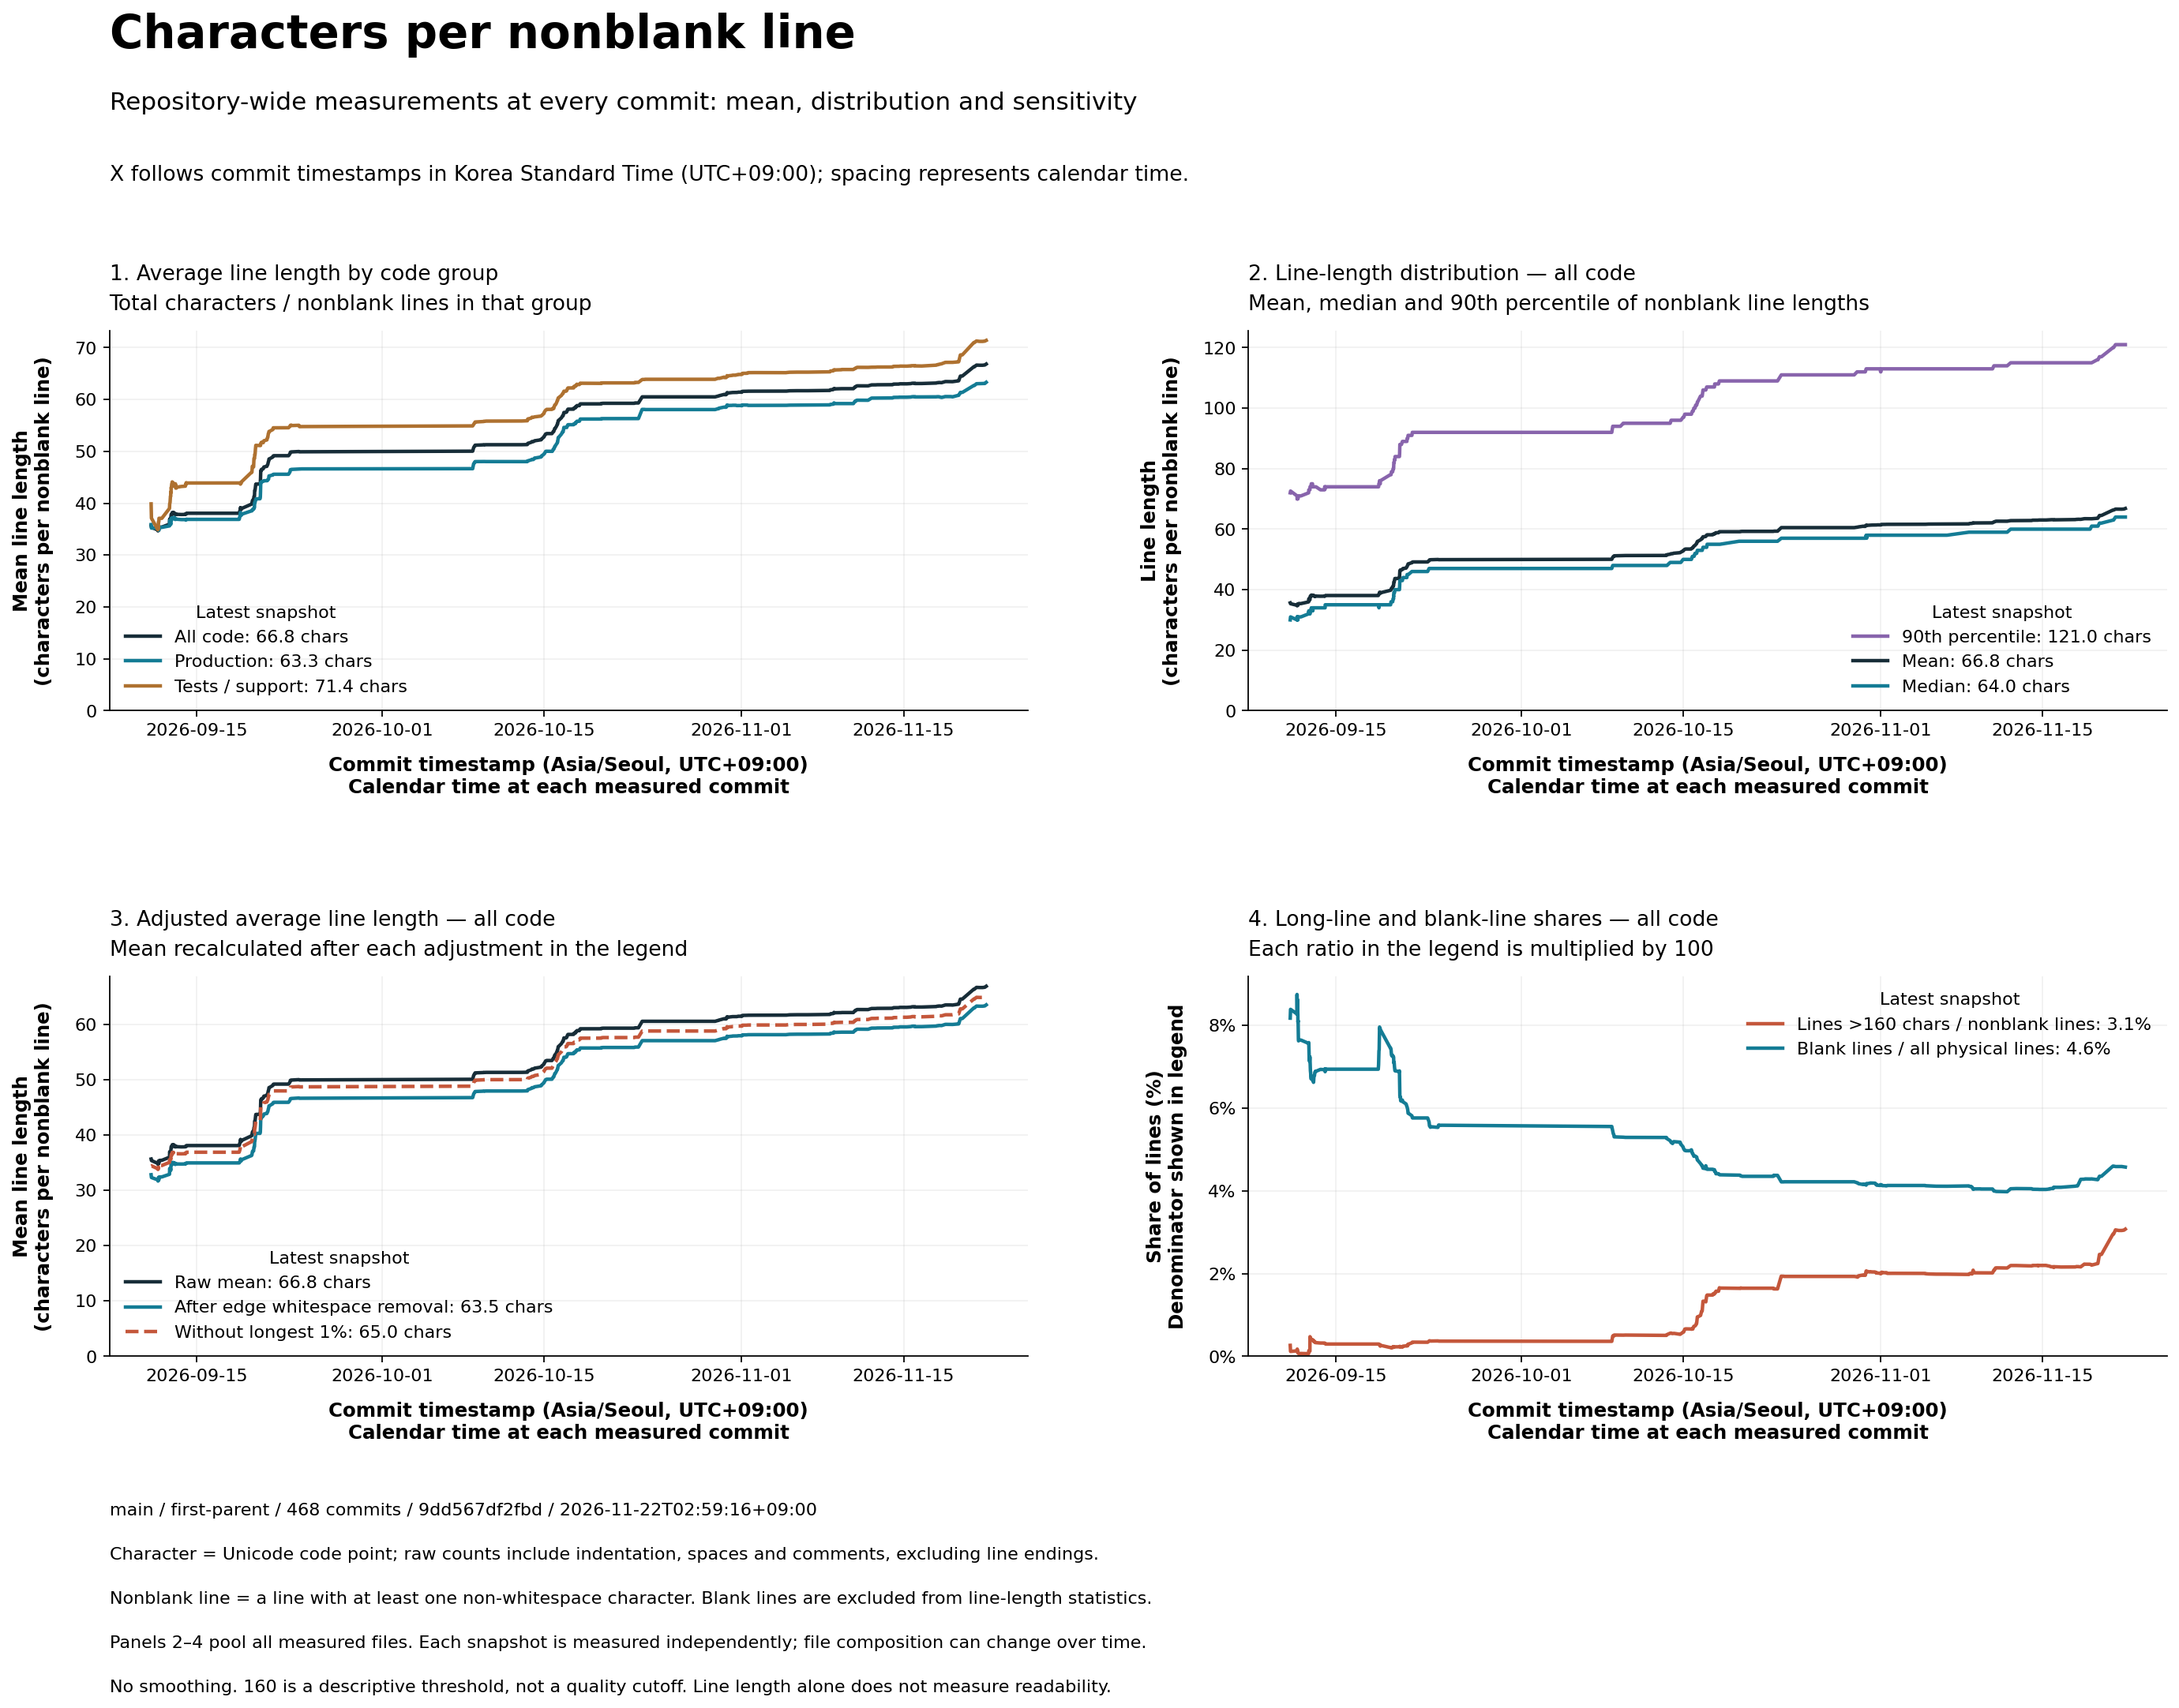 Characters per nonblank line
Repository-wide measurements at every commit: mean, distribution and sensitivity
X follows commit timestamps in Korea Standard Time (UTC+09:00); spacing represents calendar time.
1. Average line length by code group
Total characters / nonblank lines in that group
Mean line length
(characters per nonblank line)
70
60
50
40
30
20
10
0
Latest snapshot
All code: 66.8 chars
Production: 63.3 chars
Tests / support: 71.4 chars
2026-09-15
2026-10-01
2026-10-15
2026-11-01
2026-11-15
Commit timestamp (Asia/Seoul, UTC+09:00)
Calendar time at each measured commit
2. Line-length distribution — all code
Mean, median and 90th percentile of nonblank line lengths
Line length
(characters per nonblank line)
120
100
80
60
40
20
0
Latest snapshot
90th percentile: 121.0 chars
Mean: 66.8 chars
Median: 64.0 chars
2026-09-15
2026-10-01
2026-10-15
2026-11-01
2026-11-15
Commit timestamp (Asia/Seoul, UTC+09:00)
Calendar time at each measured commit
3. Adjusted average line length — all code
Mean recalculated after each adjustment in the legend
Mean line length
(characters per nonblank line)
60
50
40
30
20
10
0
Latest snapshot
Raw mean: 66.8 chars
After edge whitespace removal: 63.5 chars
Without longest 1%: 65.0 chars
2026-09-15
2026-10-01
2026-10-15
2026-11-01
2026-11-15
Commit timestamp (Asia/Seoul, UTC+09:00)
Calendar time at each measured commit
4. Long-line and blank-line shares — all code
Each ratio in the legend is multiplied by 100
Share of lines (%)
Denominator shown in legend
8%
6%
4%
2%
0%
Latest snapshot
Lines >160 chars / nonblank lines: 3.1%
Blank lines / all physical lines: 4.6%
2026-09-15
2026-10-01
2026-10-15
2026-11-01
2026-11-15
Commit timestamp (Asia/Seoul, UTC+09:00)
Calendar time at each measured commit
main / first-parent / 468 commits / 9dd567df2fbd / 2026-11-22T02:59:16+09:00
Character = Unicode code point; raw counts include indentation, spaces and comments, excluding line endings.
Nonblank line = a line with at least one non-whitespace character. Blank lines are excluded from line-length statistics.
Panels 2–4 pool all measured files. Each snapshot is measured independently; file composition can change over time.
No smoothing. 160 is a descriptive threshold, not a quality cutoff. Line length alone does not measure readability.